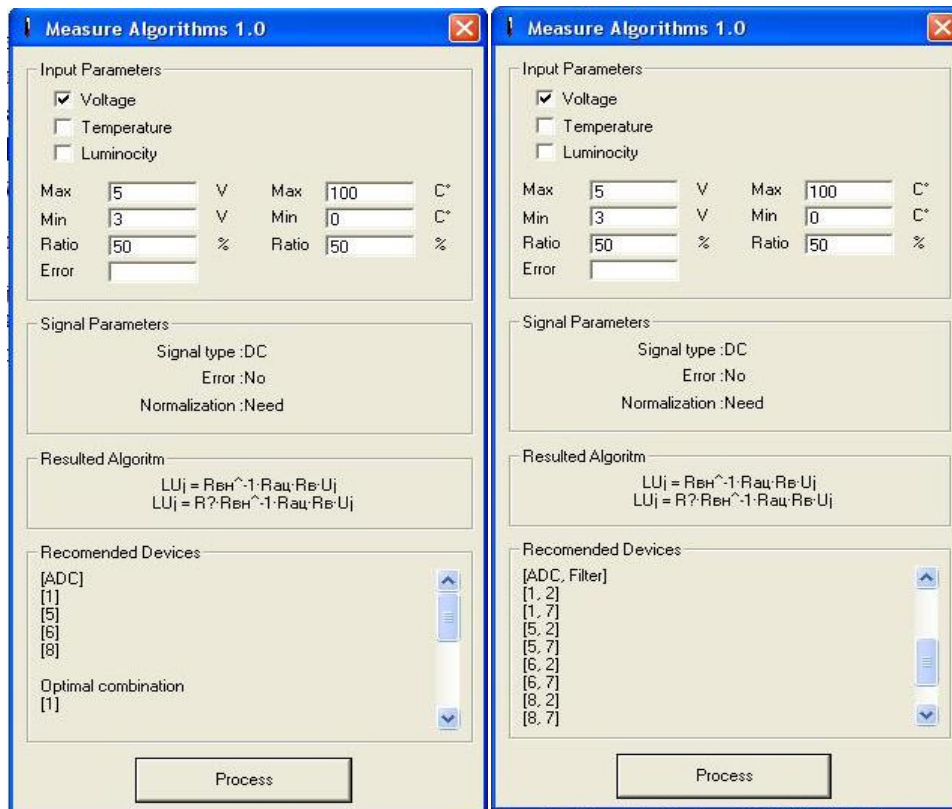 Measure Algorithms 1.0
Input Parameters
Voltage
Temperature
Luminocity
Max 5 V Max 100 C°
Min 3 V Min 0 C°
Ratio 50 % Ratio 50 %
Error
Signal Parameters
Signal type :DC
Error :No
Normalization :Need
Resulted Algoritm
LUj = Rвн^-1·Rац·Rв·Uj
LUj = R?·Rвн^-1·Rац·Rв·Uj
Recomended Devices
[ADC]
[1]
[5]
[6]
[8]
Optimal combination
[1]
Process
Measure Algorithms 1.0
Input Parameters
Voltage
Temperature
Luminocity
Max 5 V Max 100 C°
Min 3 V Min 0 C°
Ratio 50 % Ratio 50 %
Error
Signal Parameters
Signal type :DC
Error :No
Normalization :Need
Resulted Algoritm
LUj = Rвн^-1·Rац·Rв·Uj
LUj = R?·Rвн^-1·Rац·Rв·Uj
Recomended Devices
[ADC, Filter]
[1, 2]
[1, 7]
[5, 2]
[5, 7]
[6, 2]
[6, 7]
[8, 2]
[8, 7]
Process